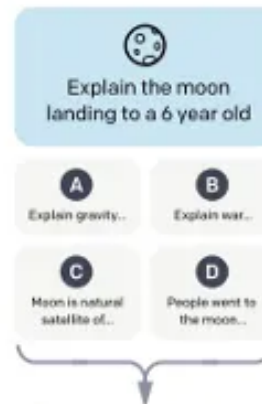 Explain the moon
landing to a 6 year old
A
B
Explain gravity...
Explain war...
C
D
Moon is natural
satellite of...
People went to
the moon...